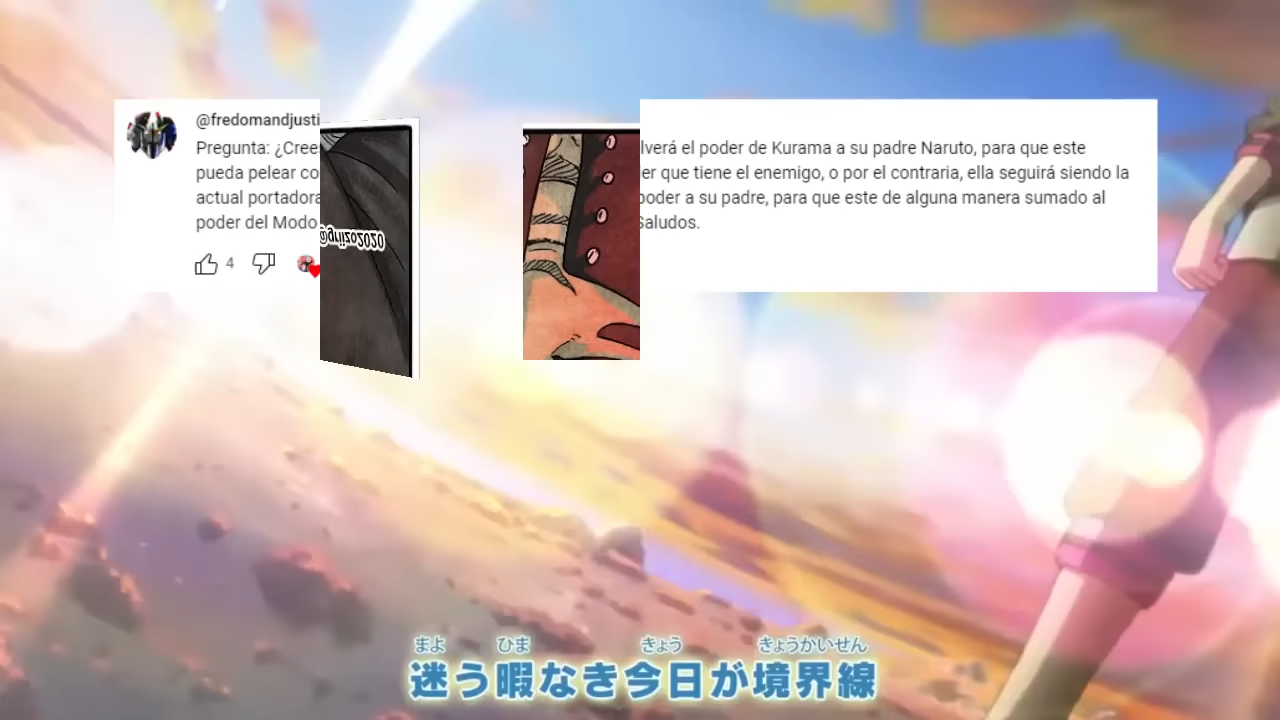 @fredomandjusti
Pregunta: ¿Cree lverá el poder de Kurama a su padre Naruto, para que este
pueda pelear co er que tiene el enemigo, o por el contrario, ella seguirá siendo la
actual portadora poder a su padre, para que este de alguna manera sumado al
poder del Modo Saludos.
@griizo2020
4
まよ ひま きょう きょうかいせん
迷う暇なき今日が境界線